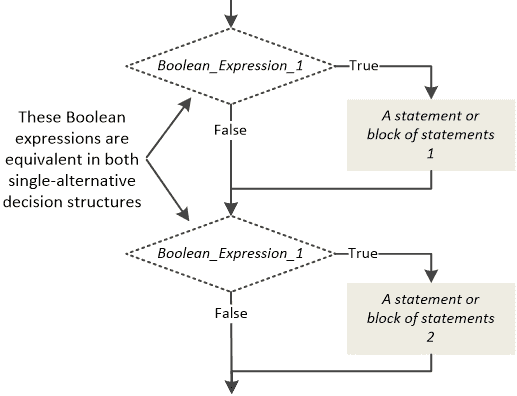 Boolean_Expression_1
True
A statement or
block of statements
1
False
These Boolean
expressions are
equivalent in both
single-alternative
decision structures
Boolean_Expression_1
True
A statement or
block of statements
2
False